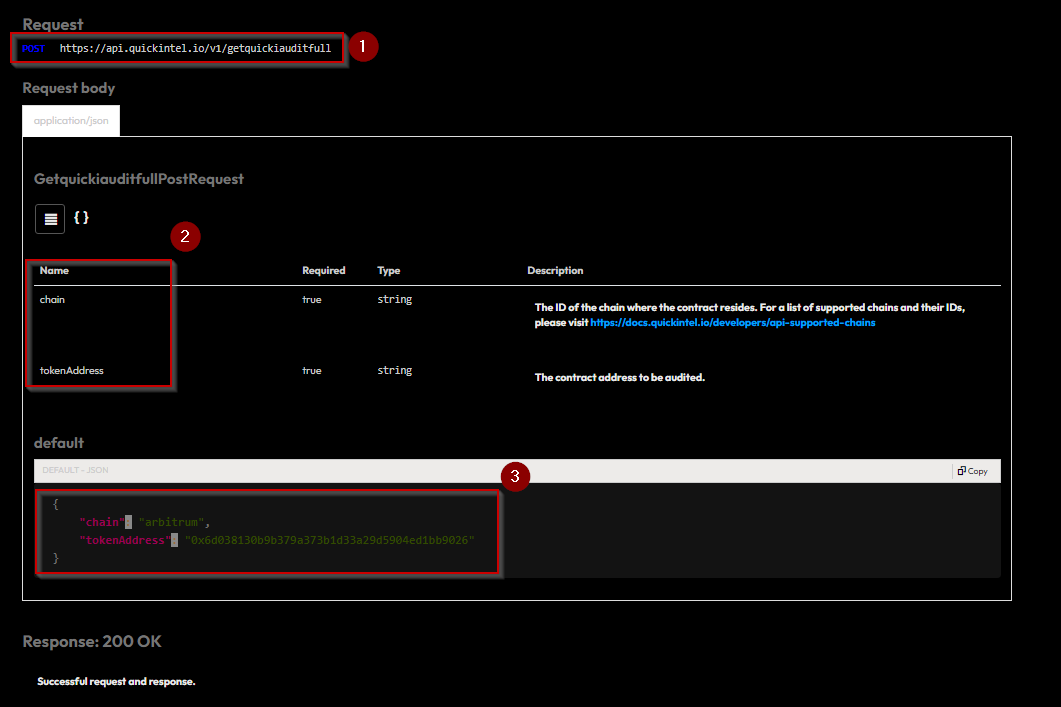 Request
POST https://api.quickintel.io/v1/getquickiauditfull
1
Request body
application/json
GetquickiauditfullPostRequest
{}
2
Name Required Type Description
chain true string The ID of the chain where the contract resides. For a list of supported chains and their IDs,
please visit https://docs.quickintel.io/developers/api-supported-chains
tokenAddress true string The contract address to be audited.
default
DEFAULT - JSON Copy
3
{
"chain": "arbitrum",
"tokenAddress": "0x6d038130b9b379a373b1d33a29d5904ed1bb9026"
}
Response: 200 OK
Successful request and response.